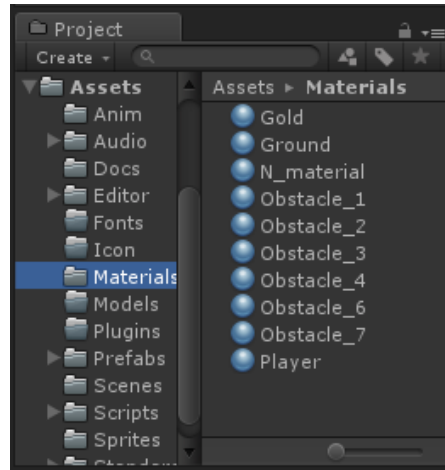 Project
Create
Assets
Anim
Audio
Docs
Editor
Fonts
Icon
Materials
Models
Plugins
Prefabs
Scenes
Scripts
Sprites
Assets ▸ Materials
Gold
Ground
N_material
Obstacle_1
Obstacle_2
Obstacle_3
Obstacle_4
Obstacle_6
Obstacle_7
Player